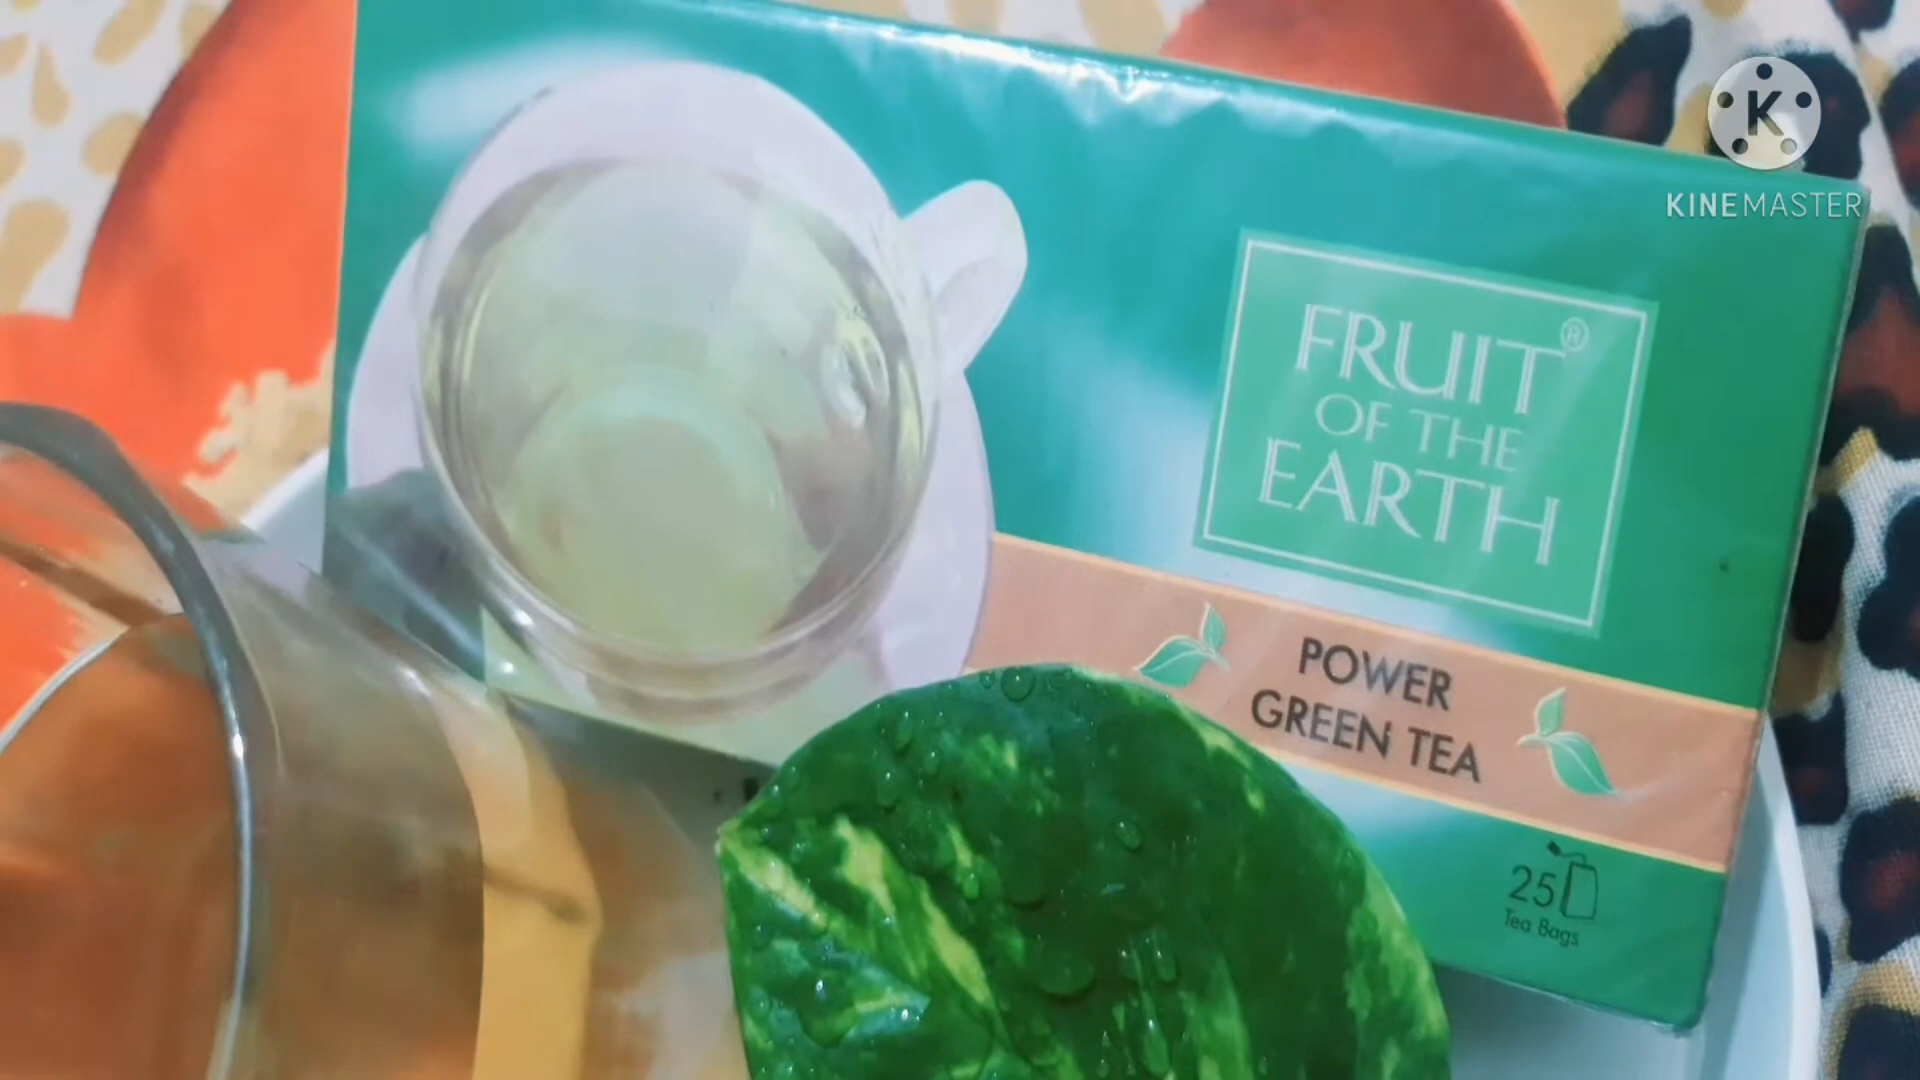 K
KINEMASTER
FRUIT®
OF THE
EARTH
POWER
GREEN TEA
25
Tea Bags